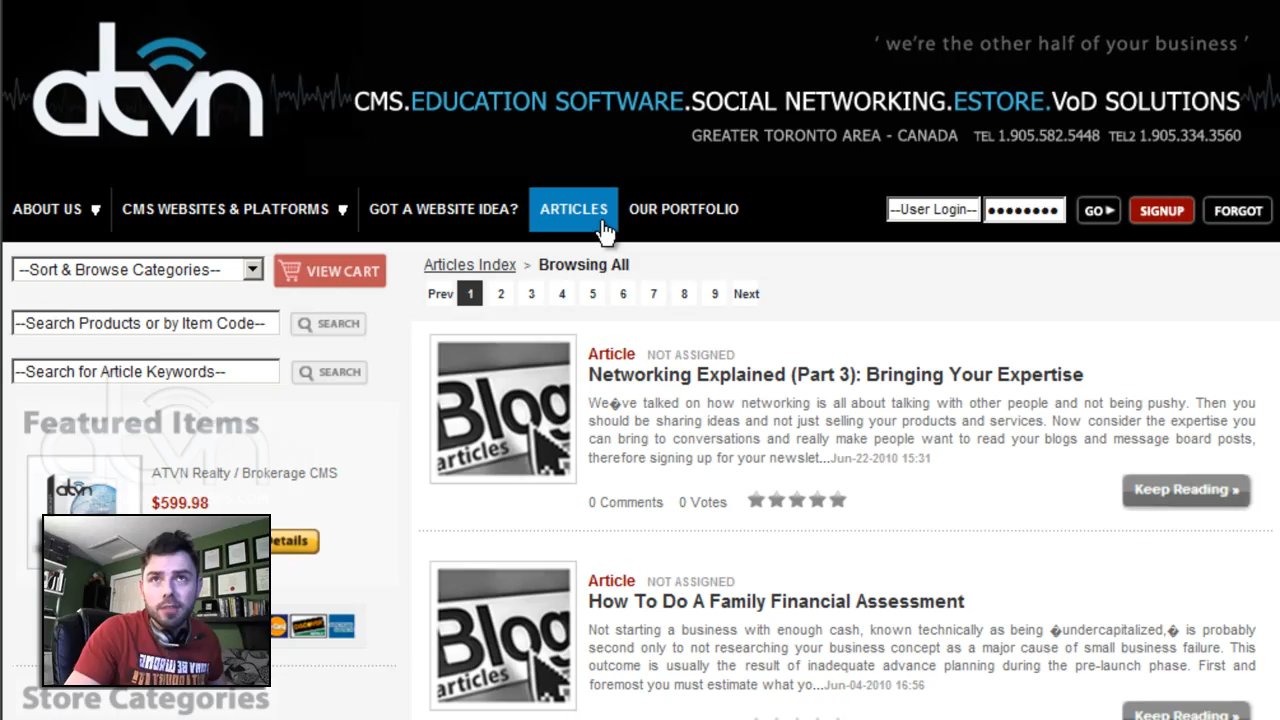 ' we're the other half of your business '
atvn
CMS.EDUCATION SOFTWARE.SOCIAL NETWORKING.ESTORE.VoD SOLUTIONS
GREATER TORONTO AREA - CANADA TEL 1.905.582.5448 TEL2 1.905.334.3560
ABOUT US ▼ CMS WEBSITES & PLATFORMS ▼ GOT A WEBSITE IDEA? ARTICLES OUR PORTFOLIO --User Login-- ●●●●●●●● GO► SIGNUP FORGOT
--Sort & Browse Categories-- VIEW CART
--Search Products or by Item Code-- SEARCH
--Search for Article Keywords-- SEARCH
Featured Items
ATVN Realty / Brokerage CMS
atvn
$599.98
Details
DISCOVER
Store Categories
Articles Index > Browsing All
Prev 1 2 3 4 5 6 7 8 9 Next
Blog
articles
Article NOT ASSIGNED
Networking Explained (Part 3): Bringing Your Expertise
We�ve talked on how networking is all about talking with other people and not being pushy. Then you
should be sharing ideas and not just selling your products and services. Now consider the expertise you
can bring to conversations and really make people want to read your blogs and message board posts,
therefore signing up for your newslet...Jun-22-2010 15:31
0 Comments 0 Votes
Keep Reading »
Blog
articles
Article NOT ASSIGNED
How To Do A Family Financial Assessment
Not starting a business with enough cash, known technically as being �undercapitalized,� is probably
second only to not researching your business concept as a major cause of small business failure. This
outcome is usually the result of inadequate advance planning during the pre-launch phase. First and
foremost you must estimate what yo...Jun-04-2010 16:56
Keep Reading »